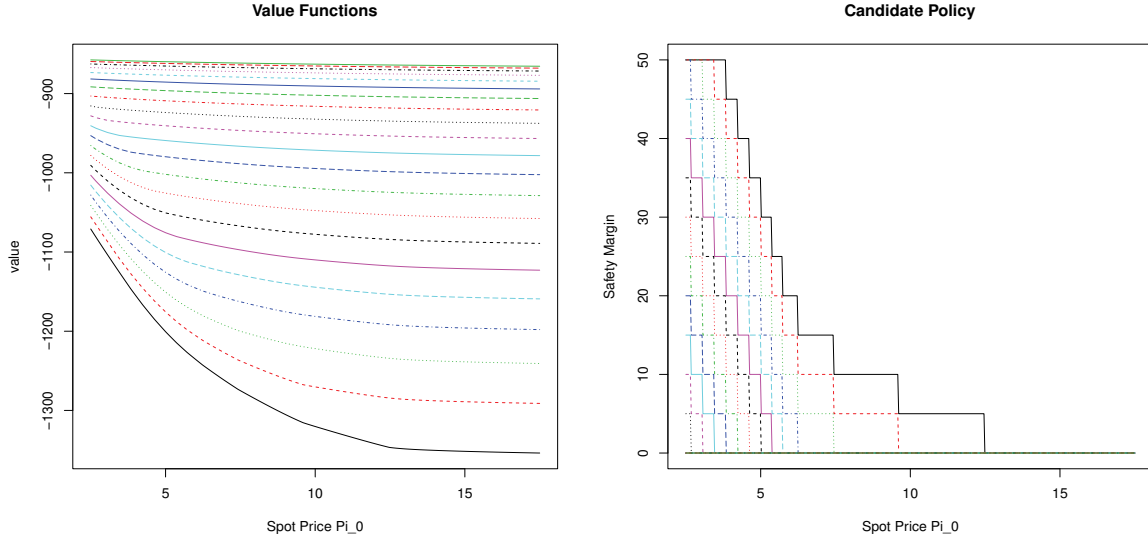 Value Functions
value
-900
-1000
-1100
-1200
-1300
5
10
15
Spot Price Pi_0
Candidate Policy
Safety Margin
50
40
30
20
10
0
5
10
15
Spot Price Pi_0